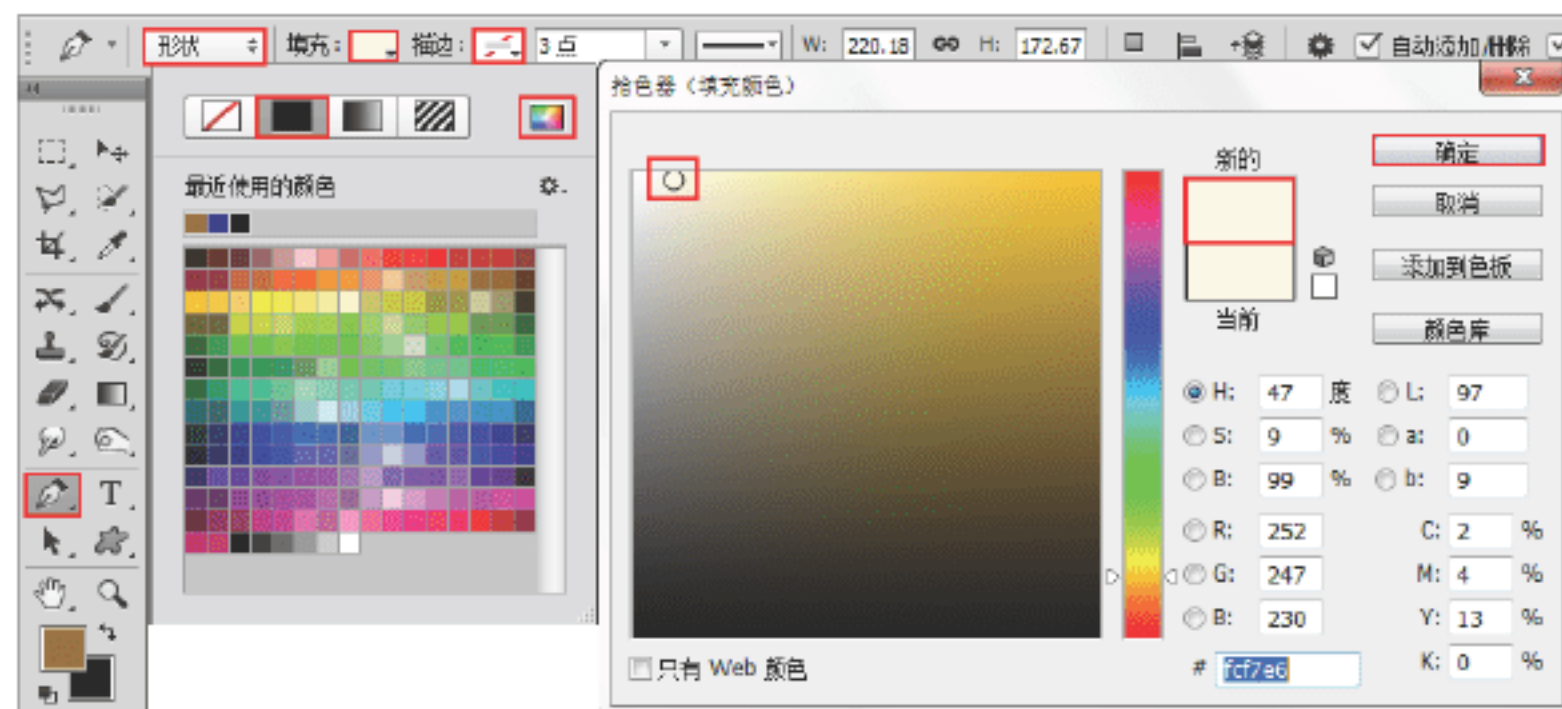 形状 填充: 描边: 3 点 W: 220.18 H: 172.67 自动添加/删除
拾色器（填充颜色）
最近使用的颜色
新的
当前
确定
取消
添加到色板
颜色库
H: 47 度 L: 97
S: 9 % a: 0
B: 99 % b: 9
R: 252 C: 2 %
G: 247 M: 4 %
B: 230 Y: 13 %
# fcf7e6 K: 0 %
只有 Web 颜色
T